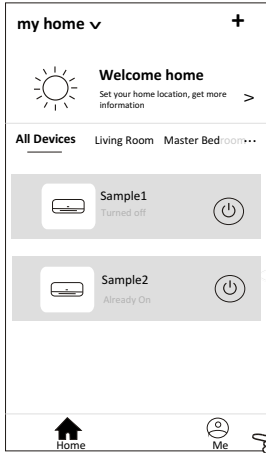 my home
+
Welcome home
Set your home location, get more
information
>
All Devices Living Room Master Bedroom ···
Sample1
Turned off
Sample2
Already On
Home
Me